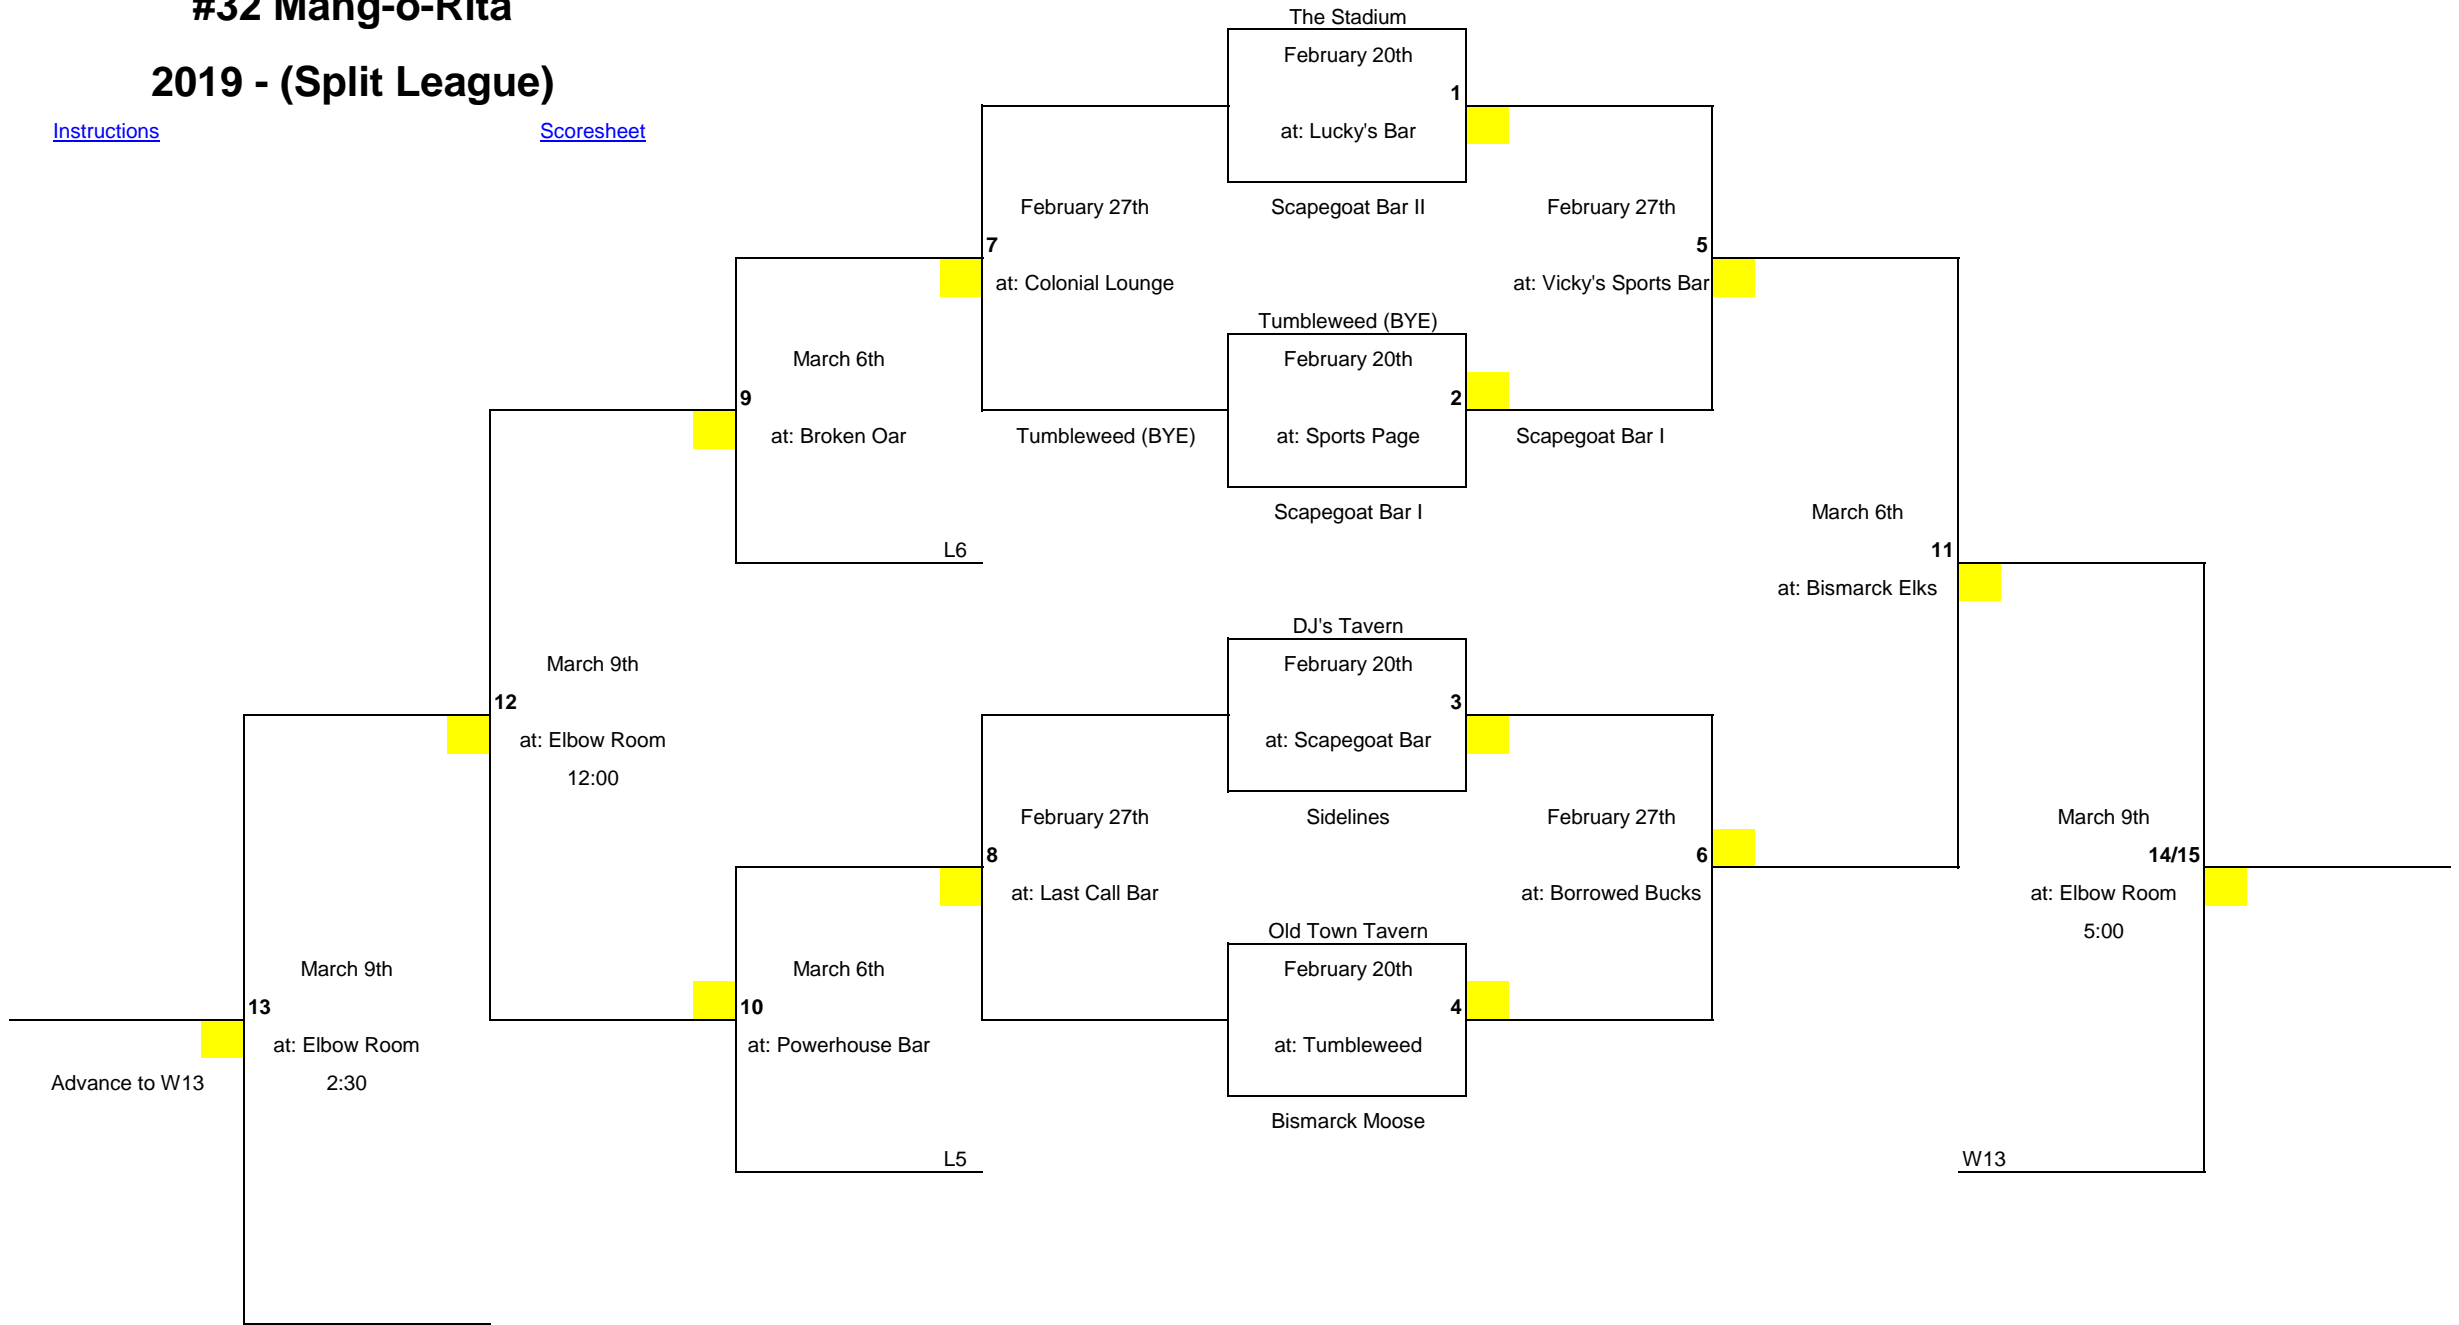 #32 Mang-o-Rita
2019 - (Split League)
Instructions
Scoresheet
The Stadium
February 20th
1
at: Lucky's Bar
Scapegoat Bar II
February 27th
7
at: Colonial Lounge
February 27th
5
at: Vicky's Sports Bar
Tumbleweed (BYE)
February 20th
2
at: Sports Page
Scapegoat Bar I
Tumbleweed (BYE)
Scapegoat Bar I
March 6th
9
at: Broken Oar
L6
March 6th
11
at: Bismarck Elks
DJ's Tavern
February 20th
3
at: Scapegoat Bar
Sidelines
March 9th
12
at: Elbow Room
12:00
February 27th
8
at: Last Call Bar
February 27th
6
at: Borrowed Bucks
March 9th
14/15
at: Elbow Room
5:00
Old Town Tavern
February 20th
4
at: Tumbleweed
Bismarck Moose
March 9th
13
at: Elbow Room
2:30
Advance to W13
March 6th
10
at: Powerhouse Bar
L5
W13